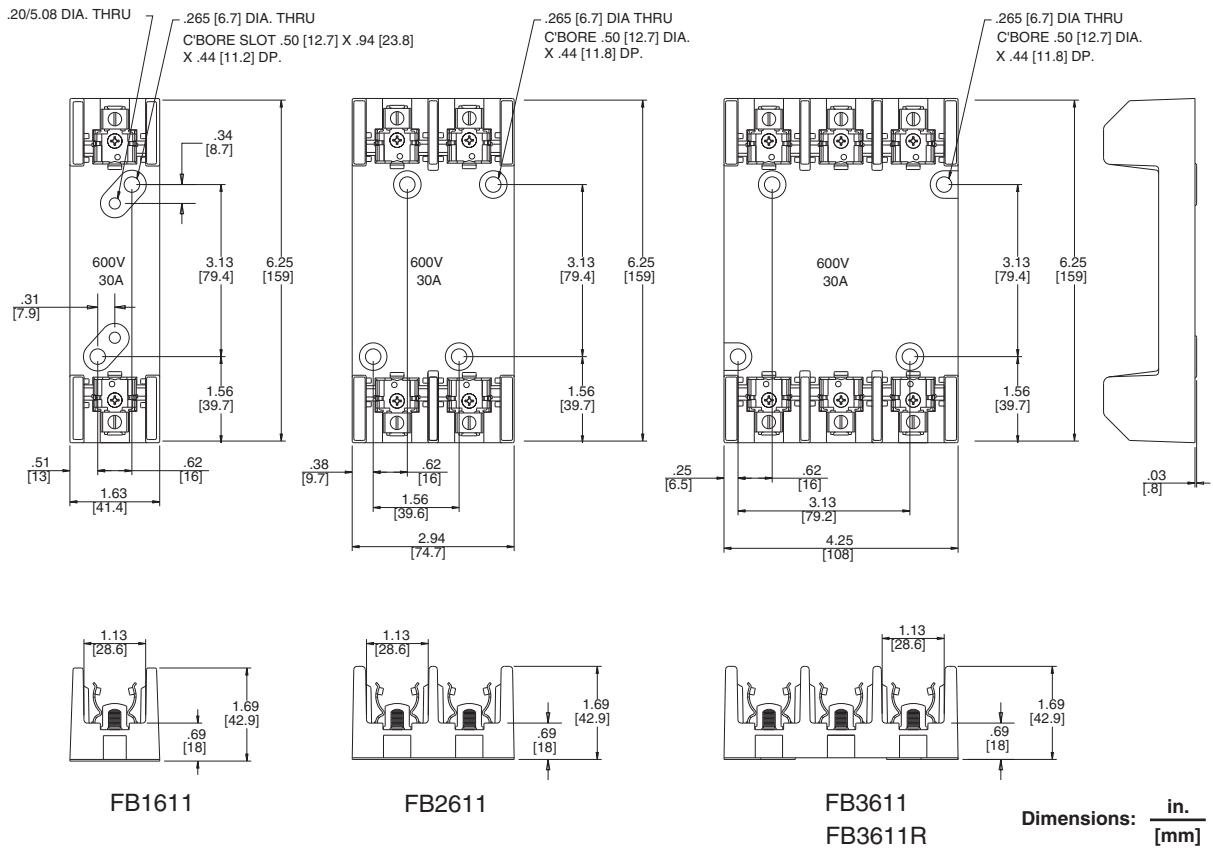 .20/5.08 DIA. THRU
.265 [6.7] DIA. THRU
C'BORE SLOT .50 [12.7] X .94 [23.8]
X .44 [11.2] DP.
.34
[8.7]
600V
30A
3.13
[79.4]
6.25
[159]
.31
[7.9]
1.56
[39.7]
.51
[13]
.62
[16]
1.63
[41.4]
.265 [6.7] DIA THRU
C'BORE .50 [12.7] DIA.
X .44 [11.8] DP.
600V
30A
3.13
[79.4]
6.25
[159]
1.56
[39.7]
.38
[9.7]
.62
[16]
1.56
[39.6]
2.94
[74.7]
.265 [6.7] DIA THRU
C'BORE .50 [12.7] DIA.
X .44 [11.8] DP.
600V
30A
3.13
[79.4]
6.25
[159]
1.56
[39.7]
.25
[6.5]
.62
[16]
3.13
[79.2]
4.25
[108]
.03
[.8]
1.13
[28.6]
1.69
[42.9]
.69
[18]
FB1611
1.13
[28.6]
1.69
[42.9]
.69
[18]
FB2611
1.13
[28.6]
1.69
[42.9]
.69
[18]
FB3611
FB3611R
Dimensions: in.
[mm]